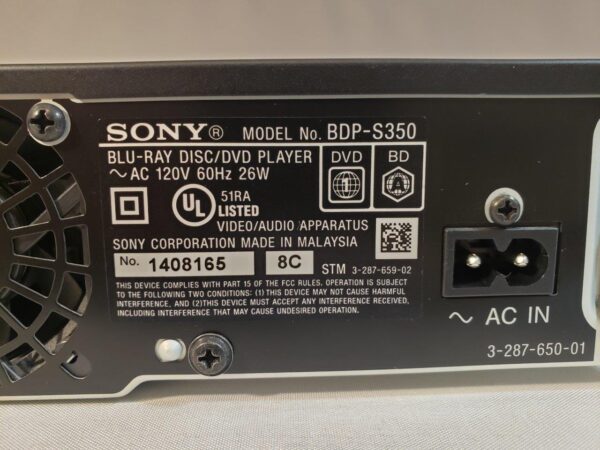 SONY® MODEL No. BDP-S350
BLU-RAY DISC/DVD PLAYER
~ AC 120V 60Hz 26W
DVD
BD
1
A
UL®
51RA
LISTED
VIDEO/AUDIO APPARATUS
SONY CORPORATION MADE IN MALAYSIA
No. 1408165 8C STM 3-287-659-02
THIS DEVICE COMPLIES WITH PART 15 OF THE FCC RULES. OPERATION IS SUBJECT
TO THE FOLLOWING TWO CONDITIONS: (1) THIS DEVICE MAY NOT CAUSE HARMFUL
INTERFERENCE, AND (2)THIS DEVICE MUST ACCEPT ANY INTERFERENCE RECEIVED,
INCLUDING INTERFERENCE THAT MAY CAUSE UNDESIRED OPERATION.
~ AC IN
3-287-650-01